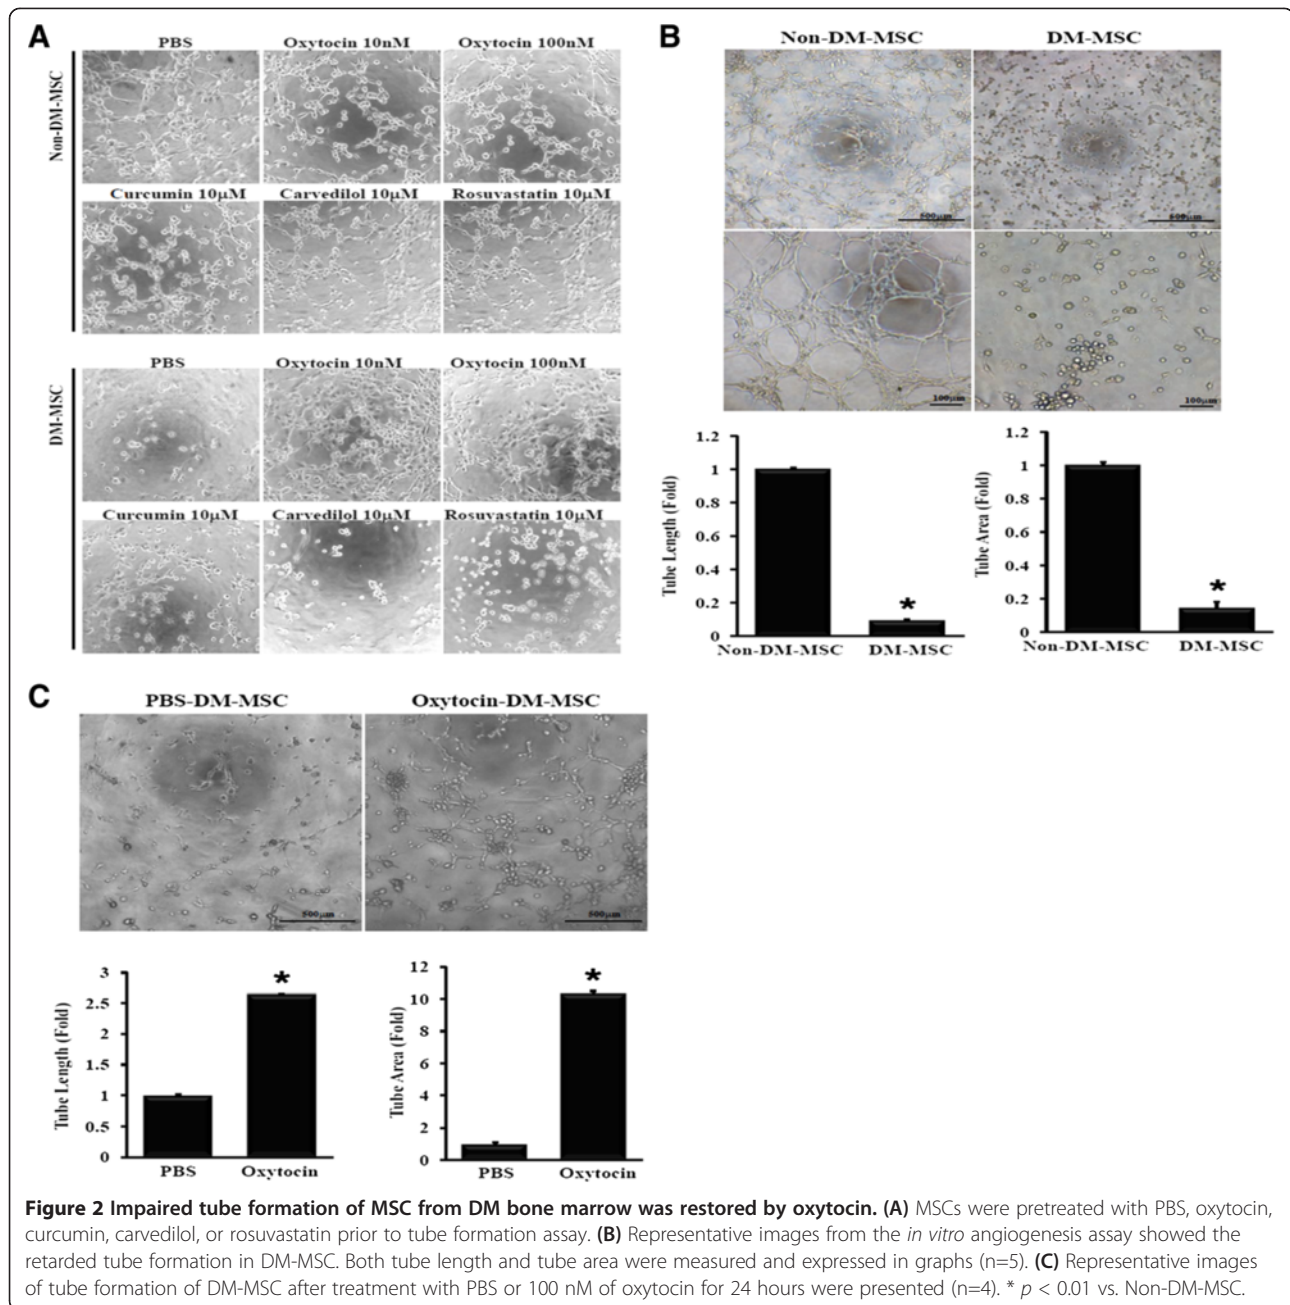 A
PBS Oxytocin 10nM Oxytocin 100nM
Non-DM-MSC
Curcumin 10μM Carvedilol 10μM Rosuvastatin 10μM
PBS Oxytocin 10nM Oxytocin 100nM
DM-MSC
Curcumin 10μM Carvedilol 10μM Rosuvastatin 10μM
B
Non-DM-MSC DM-MSC
500μm 500μm
100μm 100μm
Tube Length (Fold)
1.2
1
0.8
0.6
0.4
0.2
0
*
Non-DM-MSC DM-MSC
Tube Area (Fold)
1.2
1
0.8
0.6
0.4
0.2
0
*
Non-DM-MSC DM-MSC
C
PBS-DM-MSC Oxytocin-DM-MSC
500μm 500μm
Tube Length (Fold)
3
2.5
2
1.5
1
0.5
0
*
PBS Oxytocin
Tube Area (Fold)
12
10
8
6
4
2
0
*
PBS Oxytocin
Figure 2 Impaired tube formation of MSC from DM bone marrow was restored by oxytocin. (A) MSCs were pretreated with PBS, oxytocin,
curcumin, carvedilol, or rosuvastatin prior to tube formation assay. (B) Representative images from the in vitro angiogenesis assay showed the
retarded tube formation in DM-MSC. Both tube length and tube area were measured and expressed in graphs (n=5). (C) Representative images
of tube formation of DM-MSC after treatment with PBS or 100 nM of oxytocin for 24 hours were presented (n=4). * p < 0.01 vs. Non-DM-MSC.